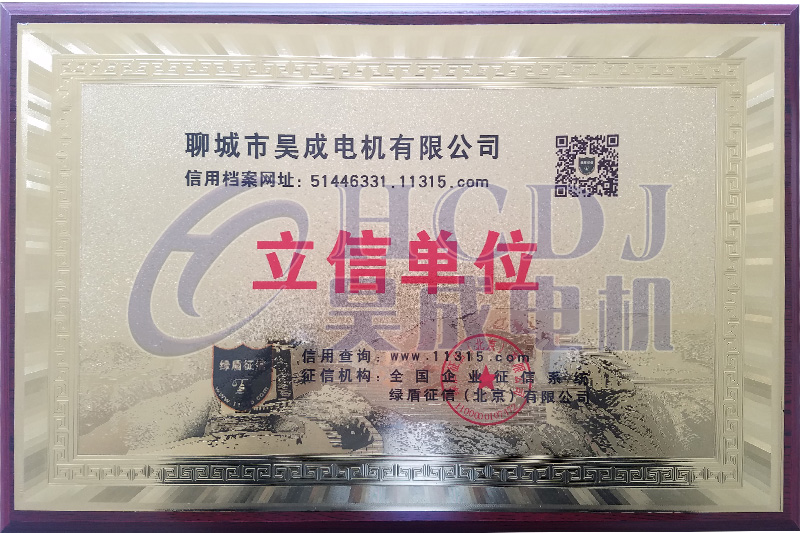 聊城市昊成电机有限公司
信用档案网址：51446331.11315.com
HCDJ
立信单位
昊成电机
绿盾征信
信用查询：www.11315.com
征信机构：全国企业征信系统
绿盾征信（北京）有限公司